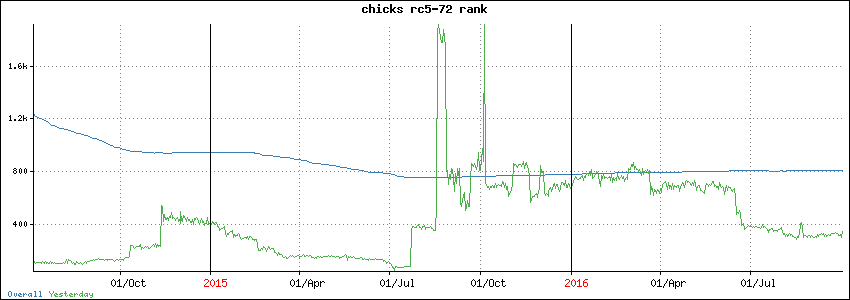 chicks rc5-72 rank
1.6k
1.2k
800
400
01/Oct 2015 01/Apr 01/Jul 01/Oct 2016 01/Apr 01/Jul
Overall Yesterday